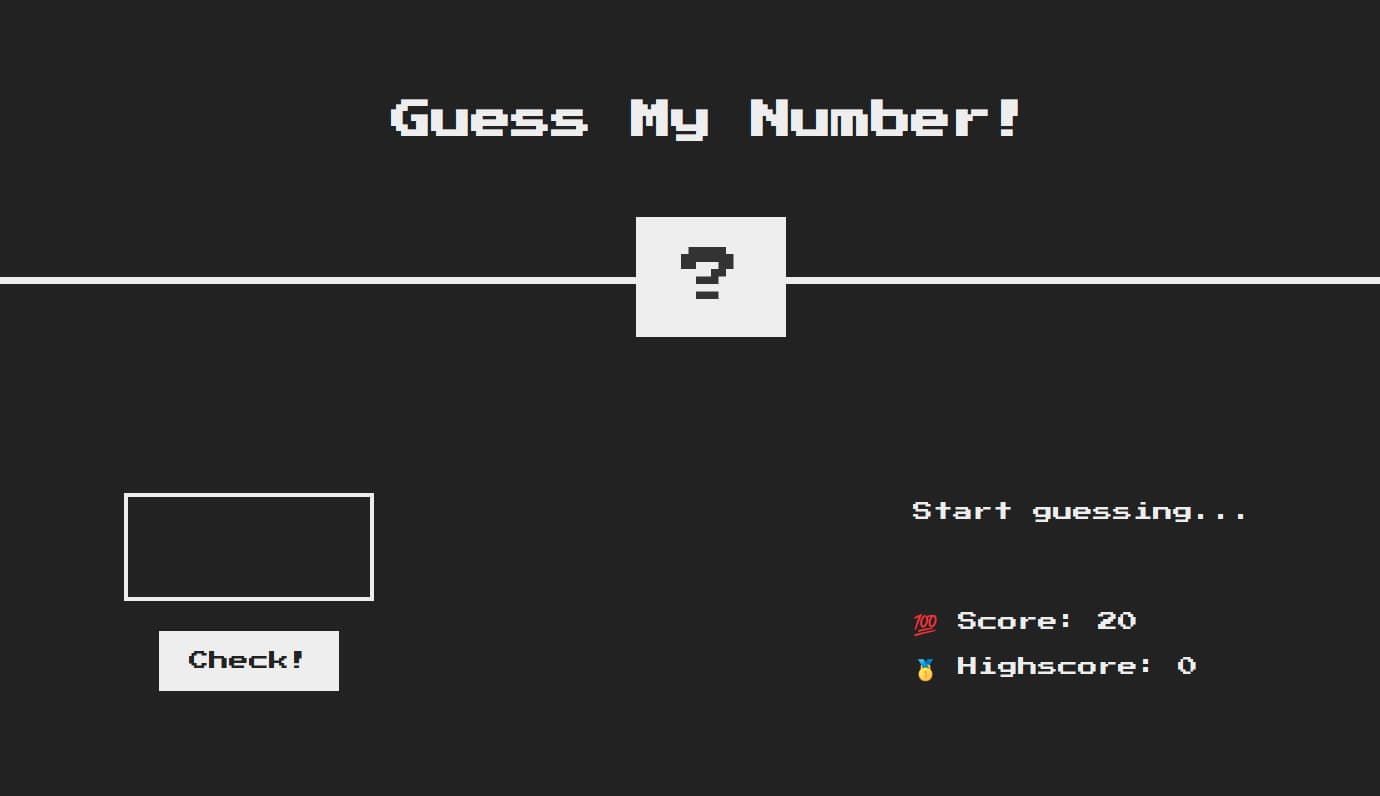 Guess My Number!
?
Check!
Start guessing...
💯 Score: 20
🥇 Highscore: 0